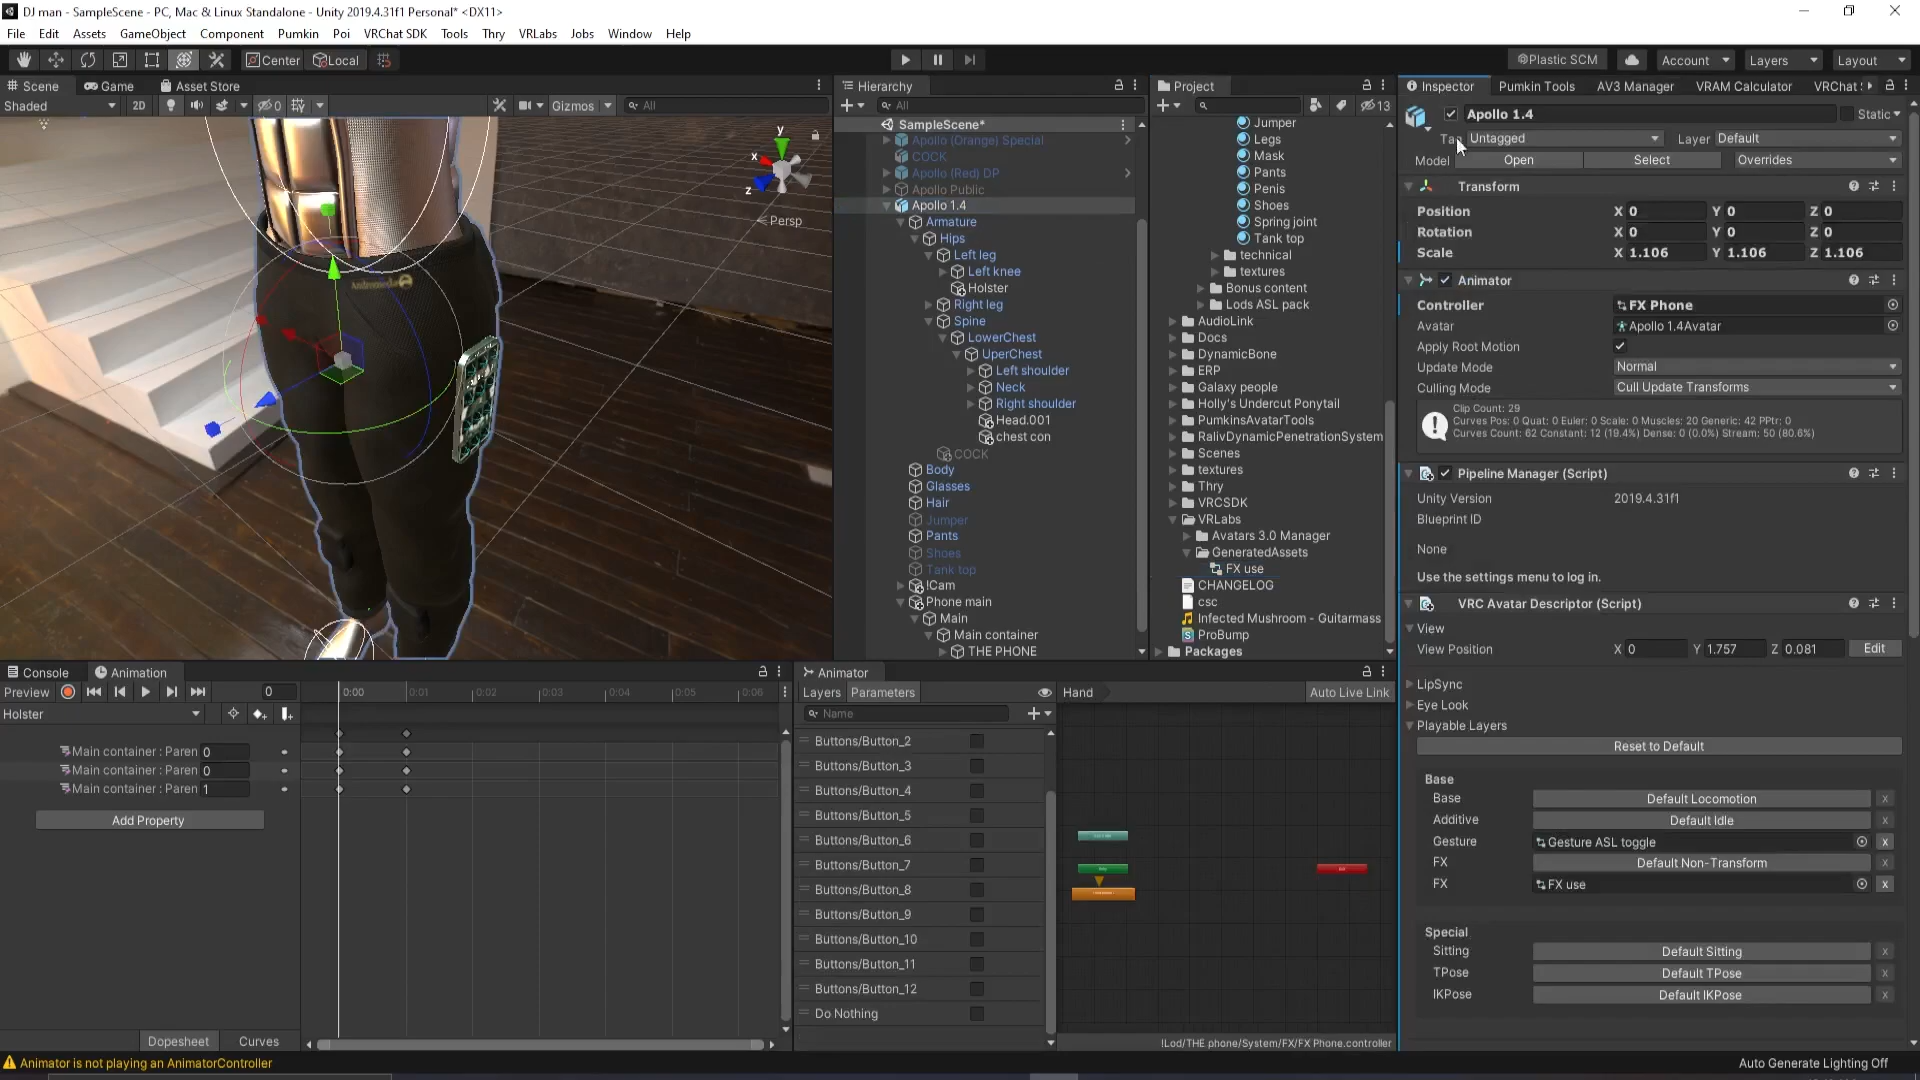 DJ man - SampleScene - PC, Mac & Linux Standalone - Unity 2019.4.31f1 Personal* <DX11>
File Edit Assets GameObject Component Pumkin Poi VRChat SDK Tools Thry VRLabs Jobs Window Help
Center Local Plastic SCM Account Layers Layout
Scene Game Asset Store
Shaded 2D 0 Gizmos All
y
x
z
Persp
Hierarchy
All
SampleScene*
Apollo (Orange) Special
COCK
Apollo (Red) DP
Apollo Public
Apollo 1.4
Armature
Hips
Left leg
Left knee
Holster
Right leg
Spine
LowerChest
UperChest
Left shoulder
Neck
Right shoulder
Head.001
chest con
COCK
Body
Glasses
Hair
Jumper
Pants
Shoes
Tank top
!Cam
Phone main
Main
Main container
THE PHONE
Project
13
Jumper
Legs
Mask
Pants
Penis
Shoes
Spring joint
Tank top
technical
textures
Bonus content
Lods ASL pack
AudioLink
Docs
DynamicBone
ERP
Galaxy people
Holly's Undercut Ponytail
PumkinsAvatarTools
RalivDynamicPenetrationSystem
Scenes
textures
Thry
VRCSDK
VRLabs
Avatars 3.0 Manager
GeneratedAssets
FX use
CHANGELOG
csc
Infected Mushroom - Guitarmass
ProBump
Packages
Inspector Pumkin Tools AV3 Manager VRAM Calculator VRChat
Apollo 1.4 Static
Tag Untagged Layer Default
Model Open Select Overrides
Transform
Position X 0 Y 0 Z 0
Rotation X 0 Y 0 Z 0
Scale X 1.106 Y 1.106 Z 1.106
Animator
Controller FX Phone
Avatar Apollo 1.4Avatar
Apply Root Motion
Update Mode Normal
Culling Mode Cull Update Transforms
Clip Count: 29
Curves Pos: 0 Quat: 0 Euler: 0 Scale: 0 Muscles: 20 Generic: 42 PPtr: 0
Curves Count: 62 Constant: 12 (19.4%) Dense: 0 (0.0%) Stream: 50 (80.6%)
Pipeline Manager (Script)
Unity Version 2019.4.31f1
Blueprint ID
None
Use the settings menu to log in.
VRC Avatar Descriptor (Script)
View
View Position X 0 Y 1.757 Z 0.081 Edit
LipSync
Eye Look
Playable Layers
Reset to Default
Base
Base Default Locomotion x
Additive Default Idle x
Gesture Gesture ASL toggle x
FX Default Non-Transform x
FX FX use x
Special
Sitting Default Sitting x
TPose Default TPose x
IKPose Default IKPose x
Console Animation
Preview 0 0:00 0:01 0:02 0:03 0:04 0:05 0:06
Holster
Main container : Paren 0
Main container : Paren 0
Main container : Paren 1
Add Property
Dopesheet Curves
Animator
Layers Parameters Hand Auto Live Link
Name
Buttons/Button_2
Buttons/Button_3
Buttons/Button_4
Buttons/Button_5
Buttons/Button_6
Buttons/Button_7
Buttons/Button_8
Buttons/Button_9
Buttons/Button_10
Buttons/Button_11
Buttons/Button_12
Do Nothing
!Lod/THE phone/System/FX/FX Phone.controller
Animator is not playing an AnimatorController
Auto Generate Lighting Off